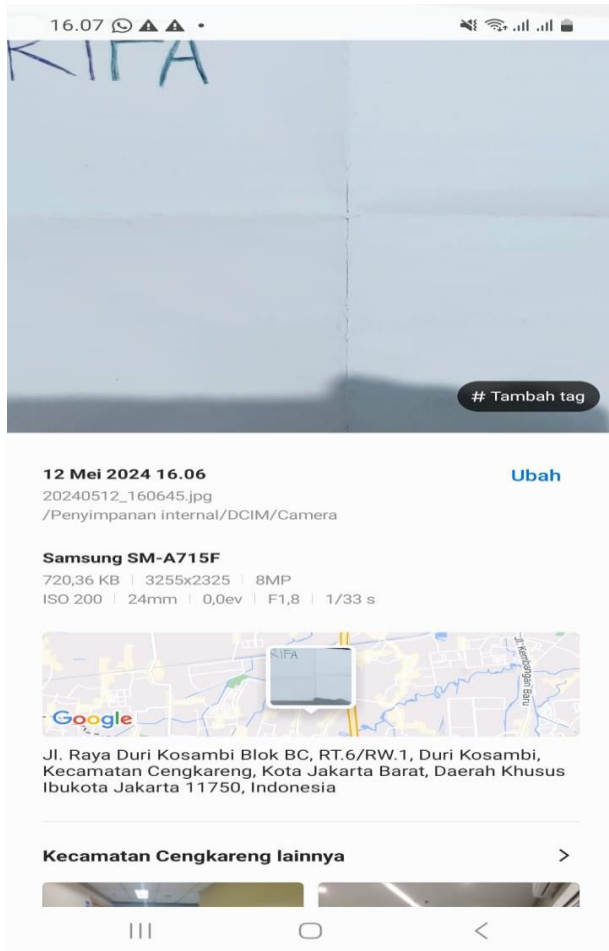 16.07
RIFA
# Tambah tag
12 Mei 2024 16.06
Ubah
20240512_160645.jpg
/Penyimpanan internal/DCIM/Camera
Samsung SM-A715F
720,36 KB | 3255x2325 | 8MP
ISO 200 | 24mm | 0,0ev | F1,8 | 1/33 s
RIFA
Jl. Kembangan Baru
Google
Jl. Raya Duri Kosambi Blok BC, RT.6/RW.1, Duri Kosambi,
Kecamatan Cengkareng, Kota Jakarta Barat, Daerah Khusus
Ibukota Jakarta 11750, Indonesia
Kecamatan Cengkareng lainnya